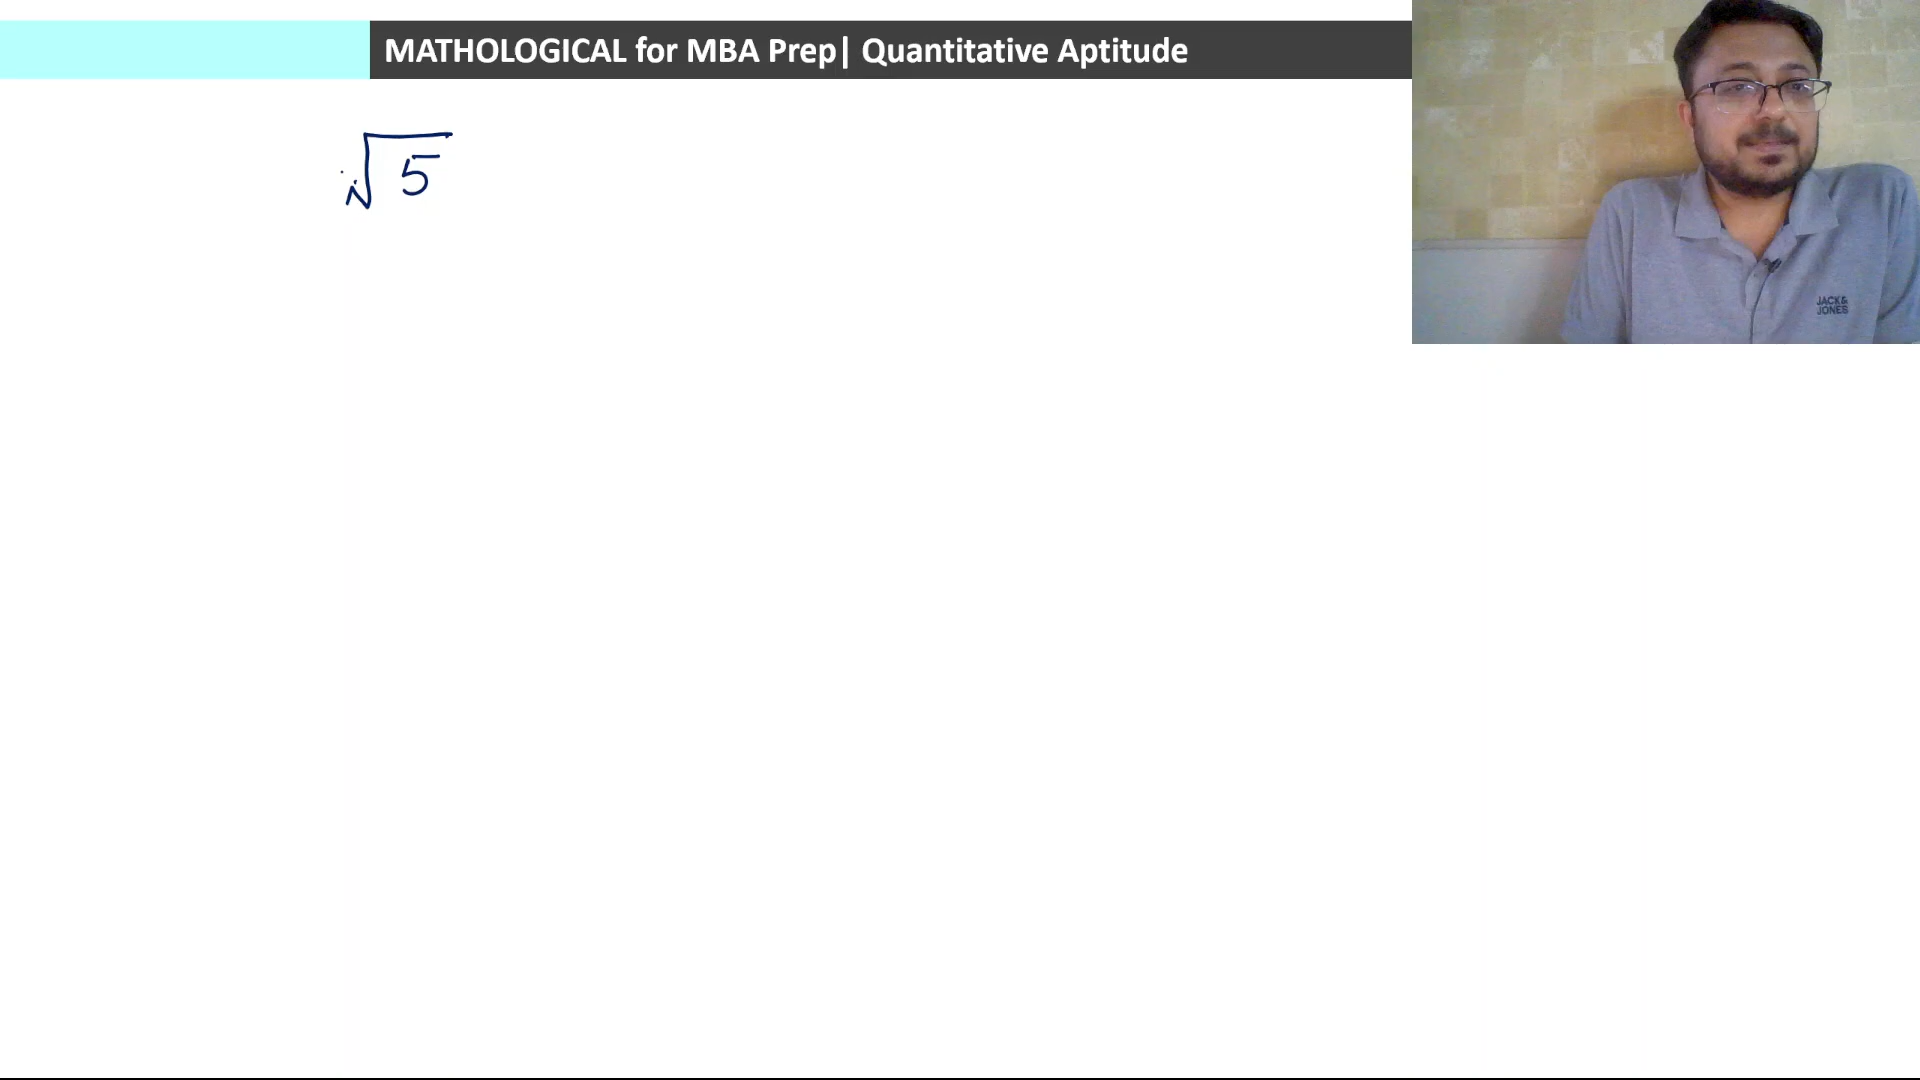 MATHOLOGICAL for MBA Prep| Quantitative Aptitude
√5
JACK&
JONES